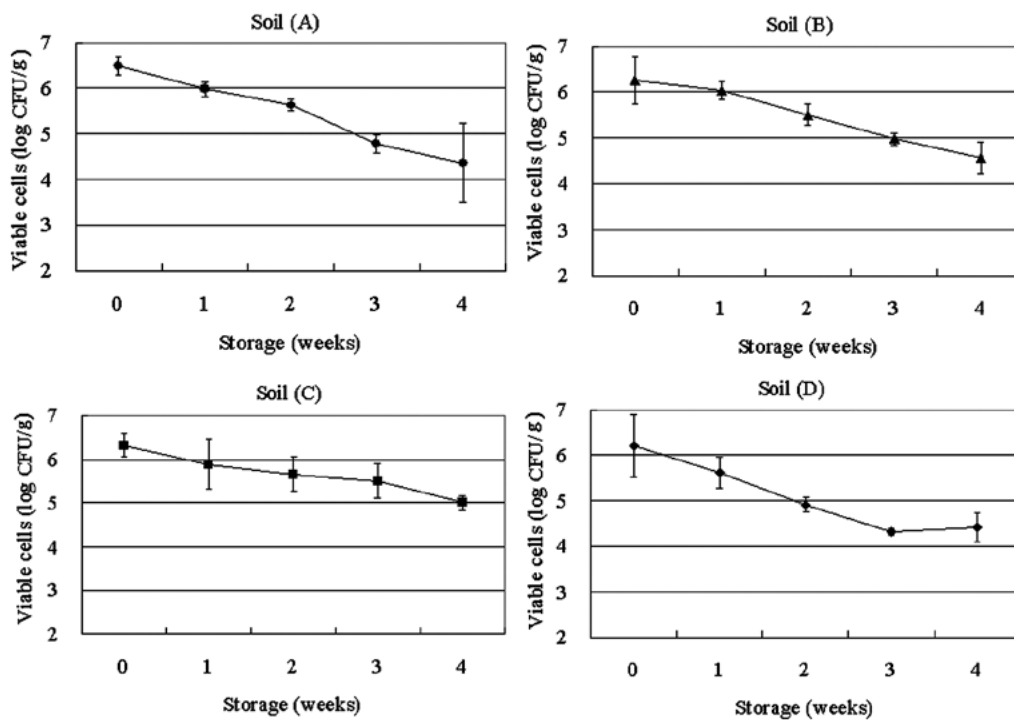 Soil (A)
Viable cells (log CFU/g)
7
6
5
4
3
2
0 1 2 3 4
Storage (weeks)
Soil (B)
Viable cells (log CFU/g)
7
6
5
4
3
2
0 1 2 3 4
Storage (weeks)
Soil (C)
Viable cells (log CFU/g)
7
6
5
4
3
2
0 1 2 3 4
Storage (weeks)
Soil (D)
Viable cells (log CFU/g)
7
6
5
4
3
2
0 1 2 3 4
Storage (weeks)